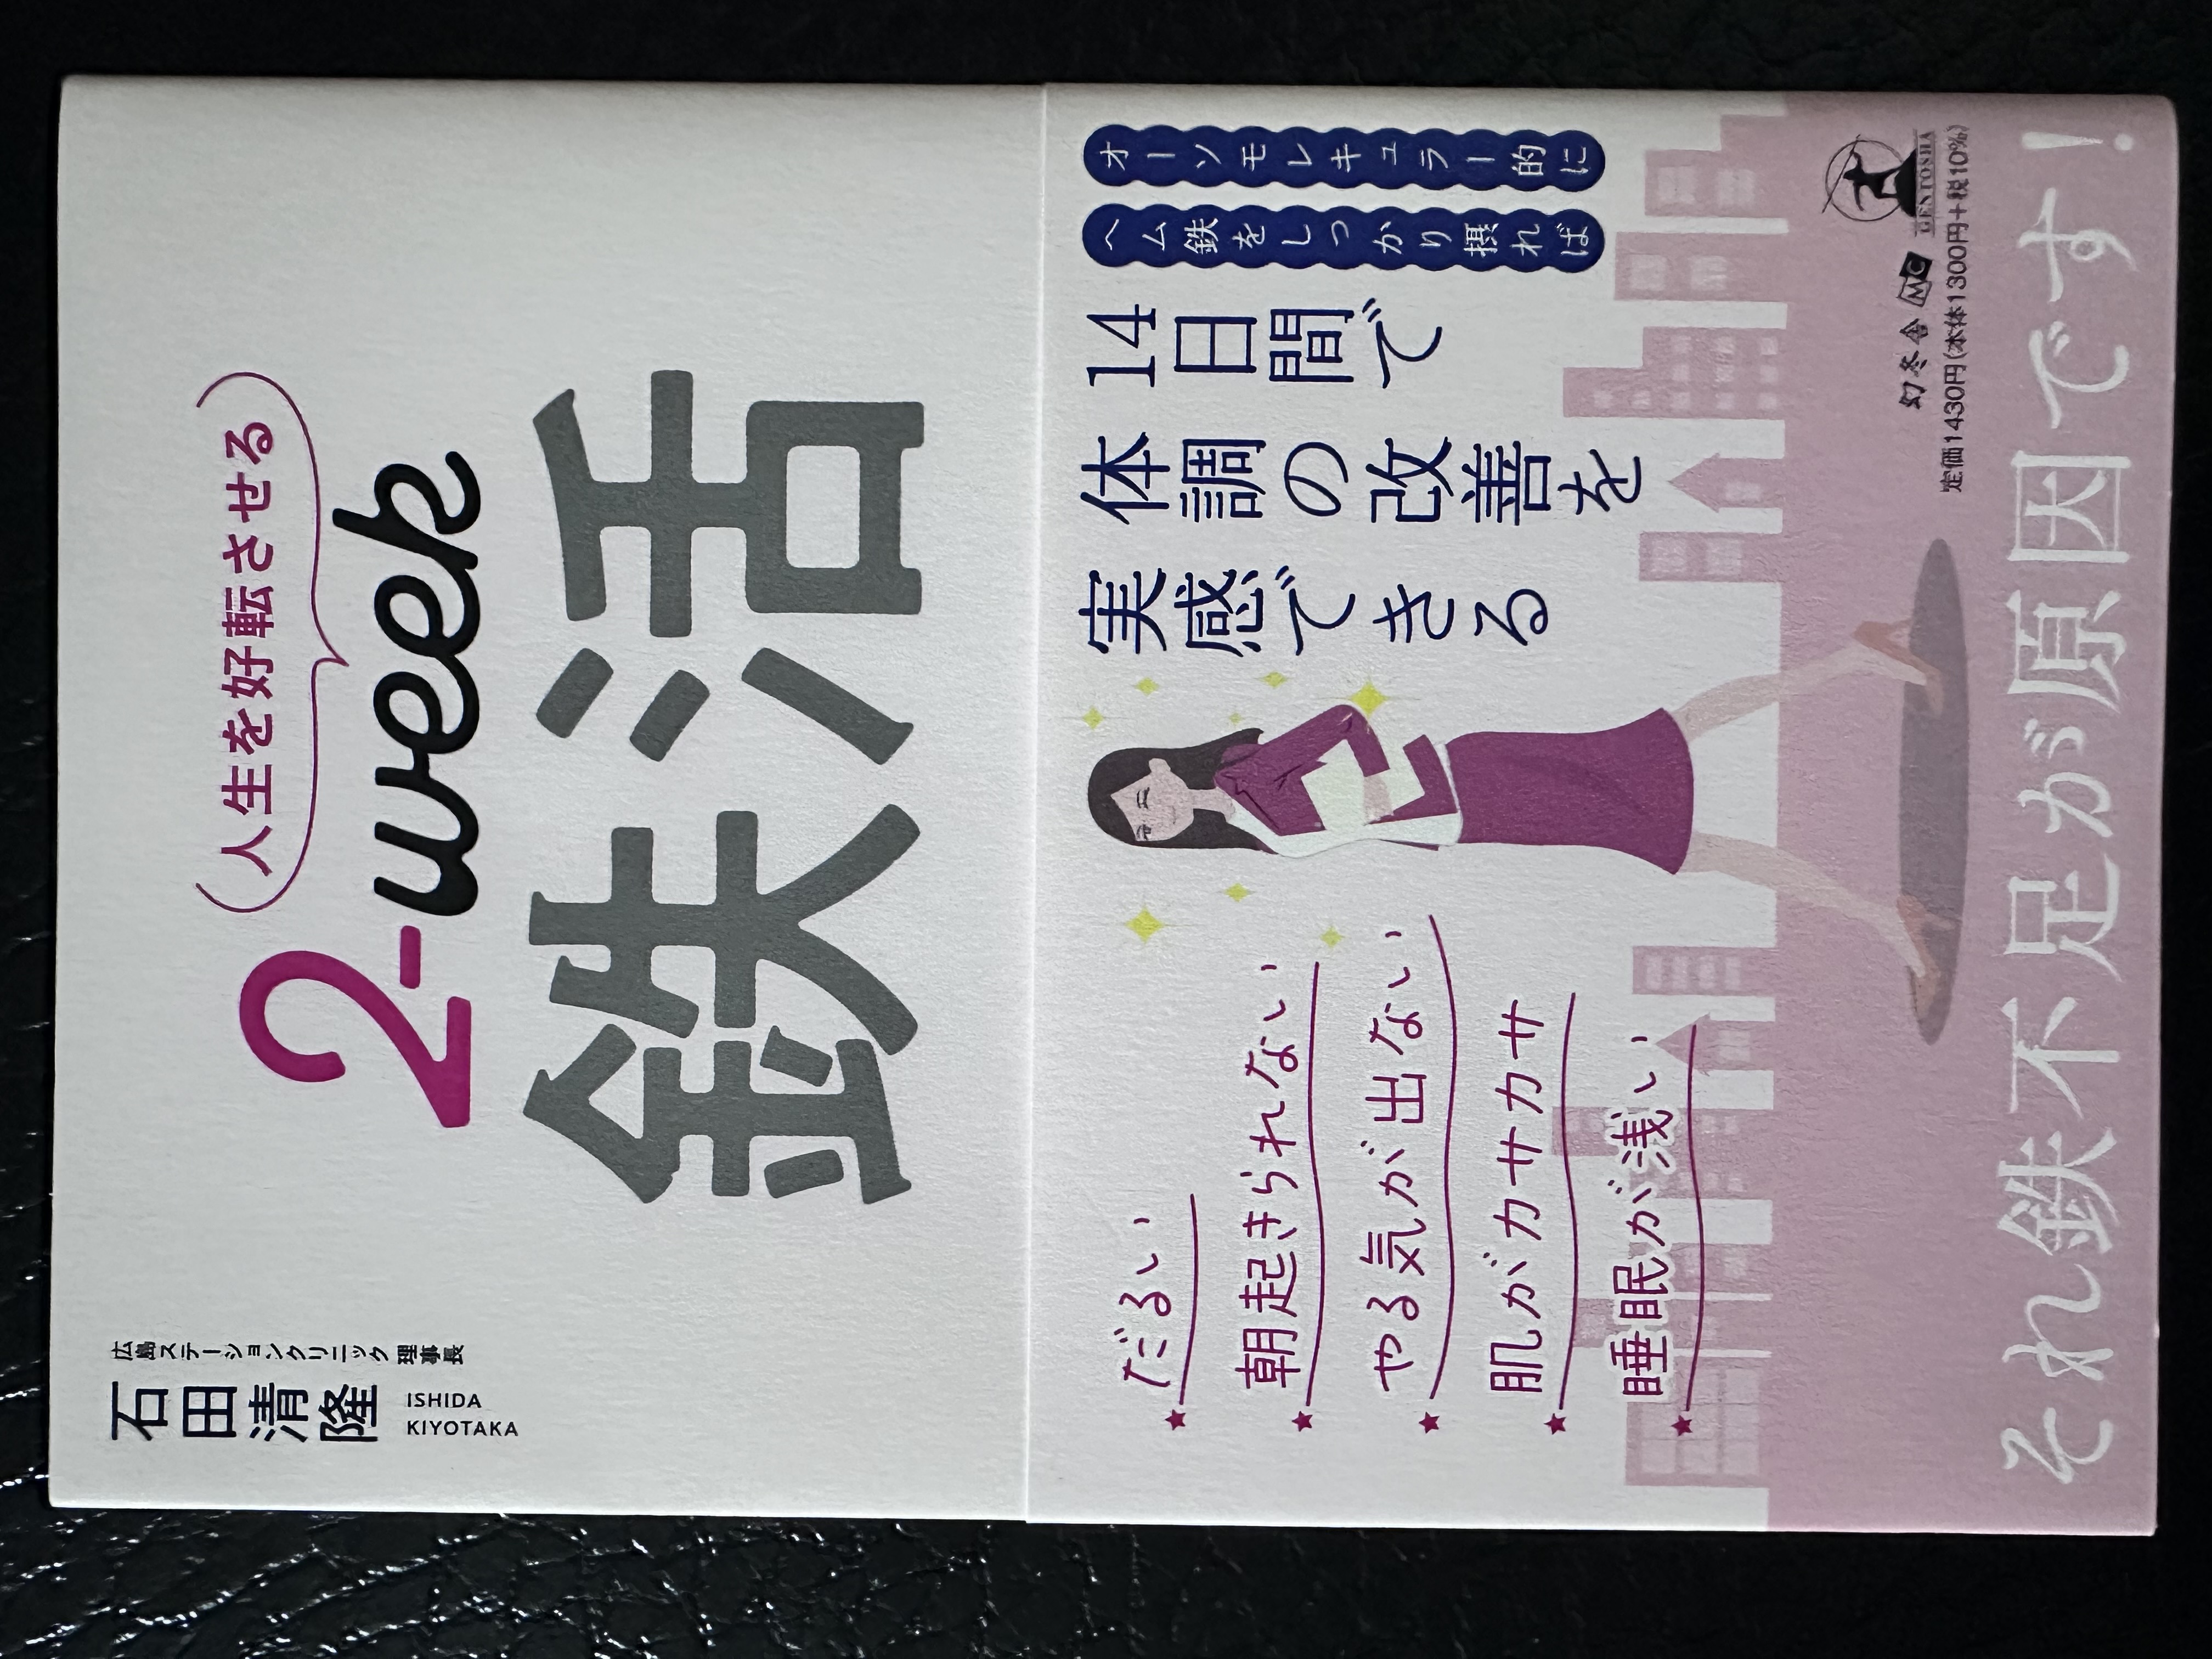 広島ステーションクリニック 理事長
石田清隆
ISHIDA
KIYOTAKA
人生を好転させる
2-week
鉄活
オーソモレキュラー的に
ヘム鉄をしっかり摂れば
14日間で
体調の改善を
実感できる
だるい
朝起きられない
やる気が出ない
肌がカサカサ
睡眠が浅い
GENTOSHA
幻冬舎 MC
定価1430円(本体1300円+税10%)
それ鉄不足が原因です!